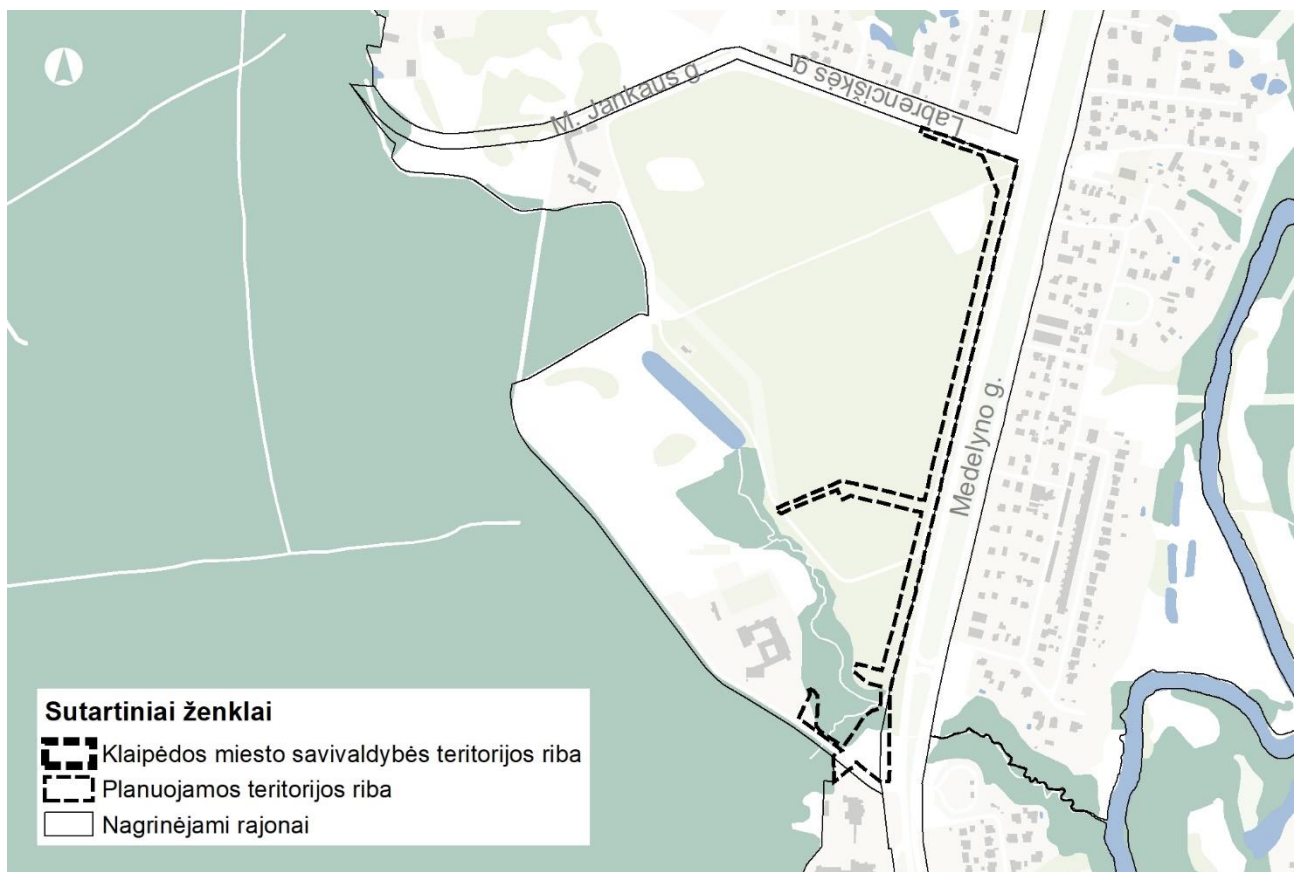 M. Jankaus g.
Labrenciškės g.
Medelyno g.
Sutartiniai ženklai
Klaipėdos miesto savivaldybės teritorijos riba
Planuojamos teritorijos riba
Nagrinėjami rajonai